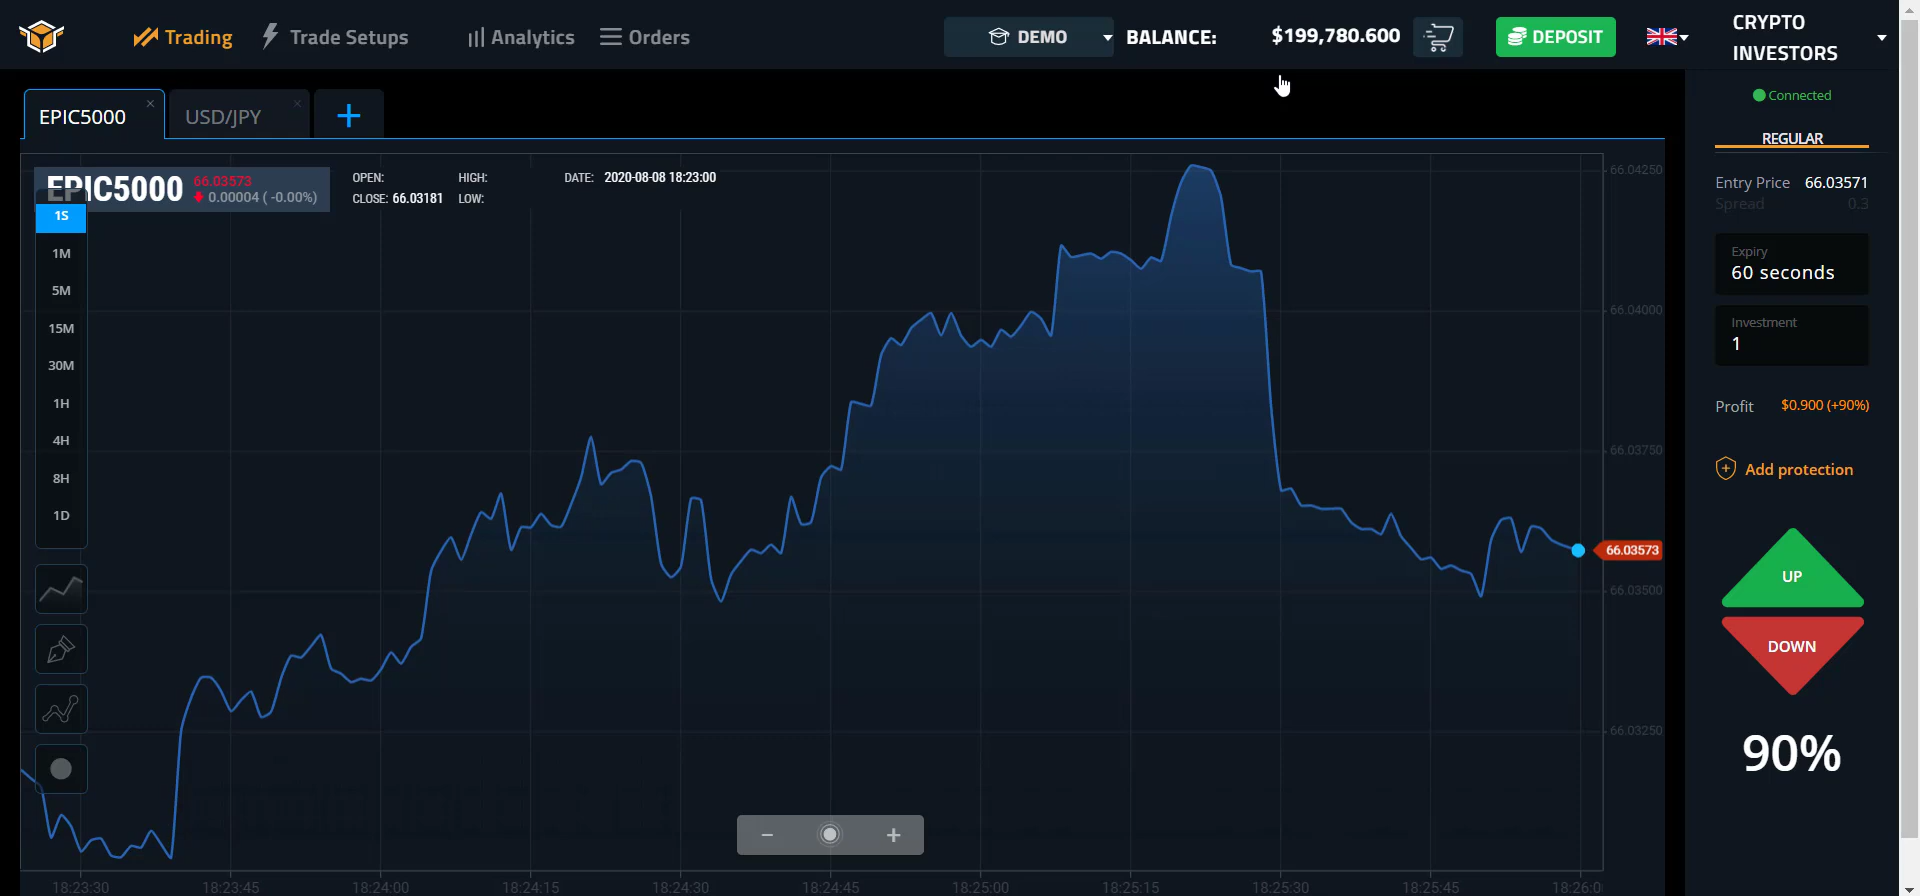 Trading
Trade Setups
Analytics
Orders
DEMO
BALANCE:
$199,780.600
DEPOSIT
CRYPTO
INVESTORS
EPIC5000
×
USD/JPY
×
+
Connected
REGULAR
EPIC5000
66.03573
0.00004 ( -0.00%)
OPEN:
HIGH:
DATE: 2020-08-08 18:23:00
CLOSE: 66.03181
LOW:
Entry Price 66.03571
Spread 0.3
Expiry
60 seconds
Investment
1
Profit $0.900 (+90%)
Add protection
UP
DOWN
90%
1S
1M
5M
15M
30M
1H
4H
8H
1D
66.04250
66.04000
66.03750
66.03573
66.03500
66.03250
18:23:30
18:23:45
18:24:00
18:24:15
18:24:30
18:24:45
18:25:00
18:25:15
18:25:30
18:25:45
18:26:0